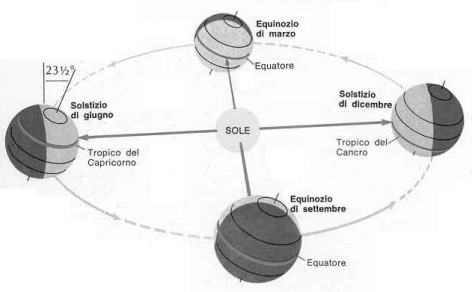 Equinozio
di marzo
Equatore
23½°
Solstizio
di giugno
Solstizio
di dicembre
SOLE
Tropico del
Capricorno
Tropico del
Cancro
Equinozio
di settembre
Equatore